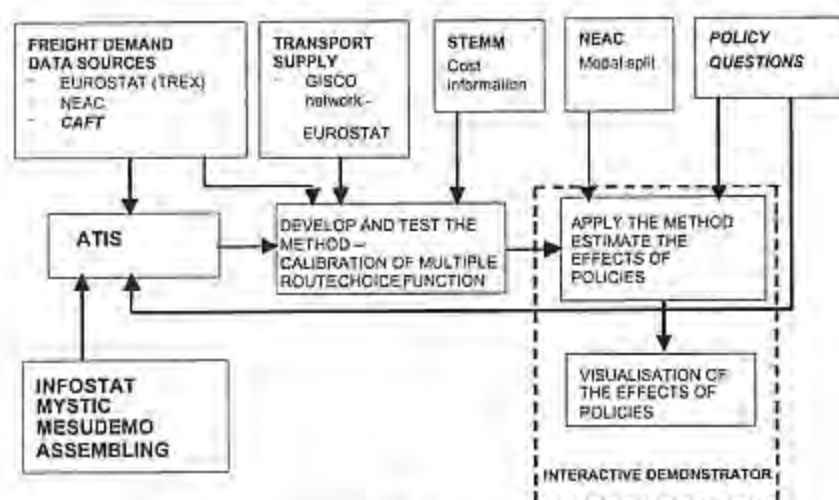 FREIGHT DEMAND
DATA SOURCES
- EUROSTAT (TREX)
- NEAC
- CAFT
TRANSPORT
SUPPLY
- GISCO
network -
EUROSTAT
STEMM
Cost
information
NEAC
Modal split
POLICY
QUESTIONS
ATIS
DEVELOP AND TEST THE
METHOD –
CALIBRATION OF MULTIPLE
ROUTECHOICE FUNCTION
APPLY THE METHOD
ESTIMATE THE
EFFECTS OF
POLICIES
INFOSTAT
MYSTIC
MESUDEMO
ASSEMBLING
VISUALISATION OF
THE EFFECTS OF
POLICIES
INTERACTIVE DEMONSTRATOR